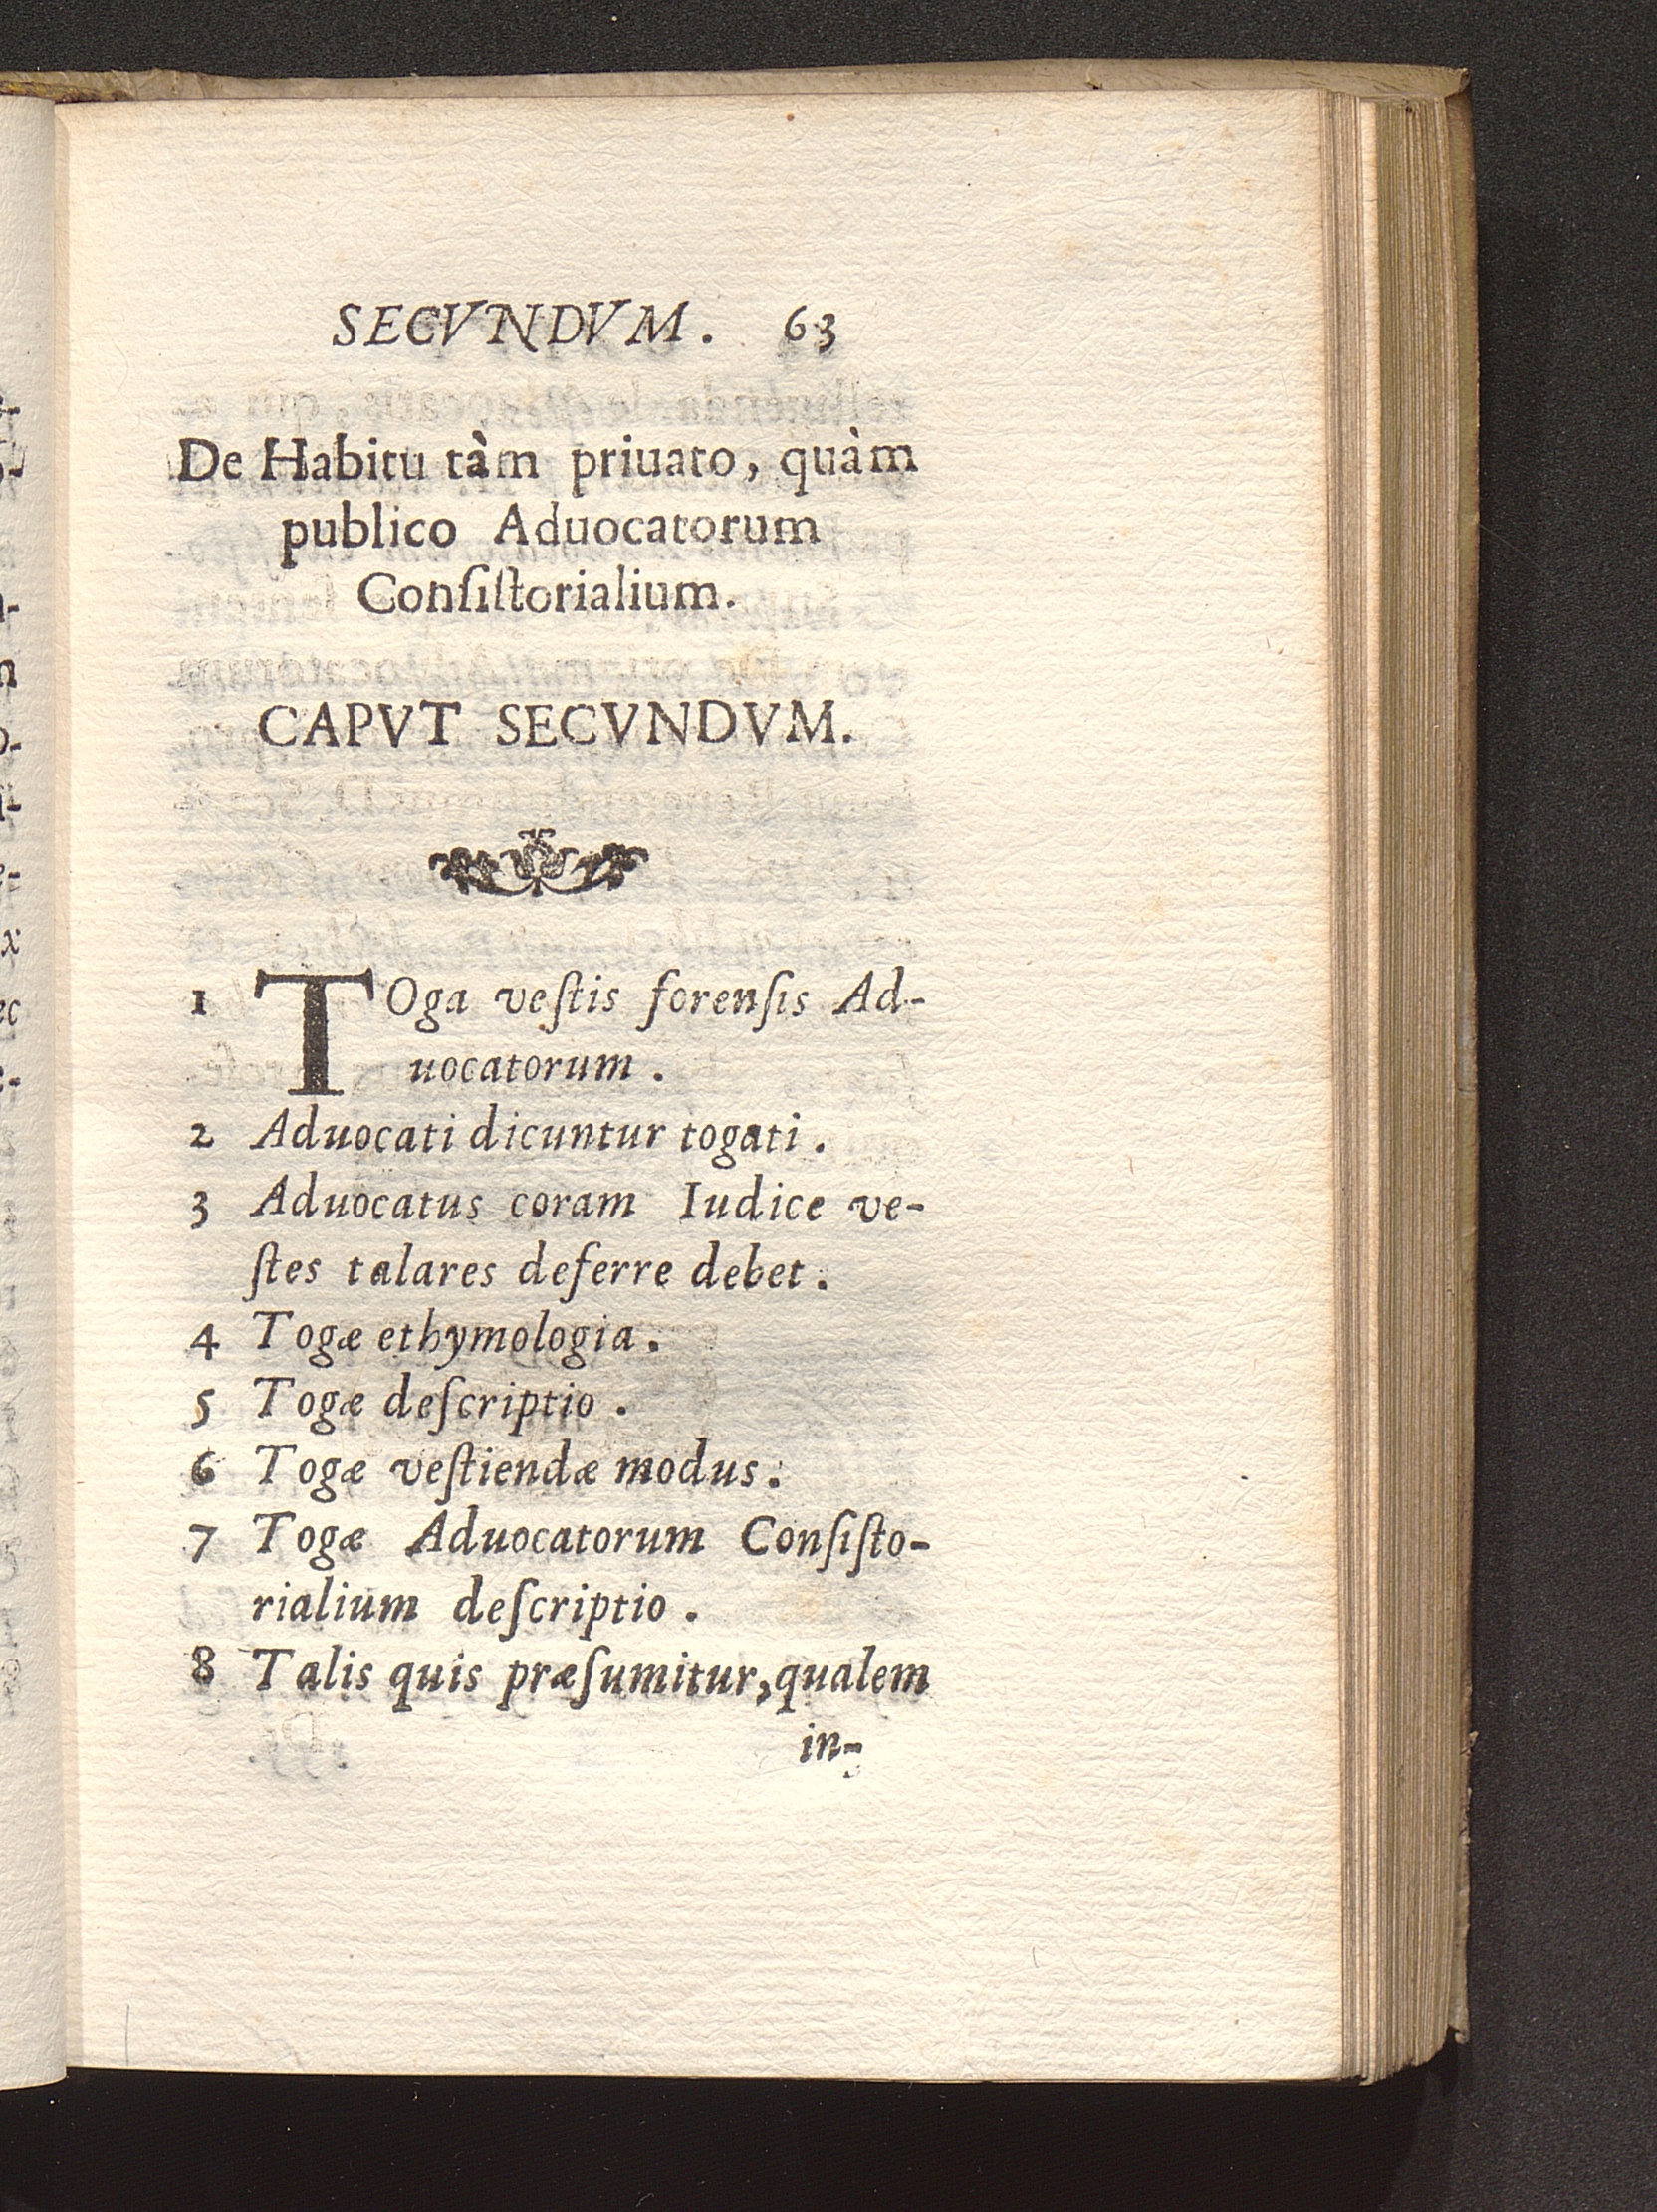 SECVNDVM. 63
De Habitu tàm priuato, quàm
publico Aduocatorum
Conſiſtorialium.
CAPVT SECVNDVM.
1 TOga veſtis forenſis Ad-
uocatorum.
2 Aduocati dicuntur togati.
3 Aduocatus coram Iudice ve-
ſtes talares deferre debet.
4 Togæ ethymologia.
5 Togæ deſcriptio.
6 Togæ veſtiendæ modus.
7 Togæ Aduocatorum Conſiſto-
rialium deſcriptio.
8 Talis quis præſumitur, qualem
in-